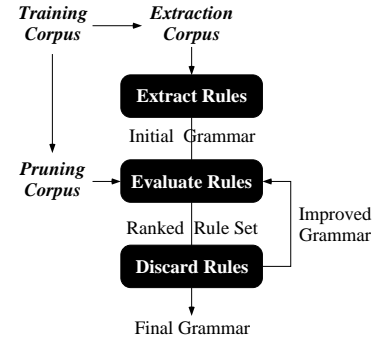 Training
Corpus
Extraction
Corpus
Extract Rules
Initial Grammar
Pruning
Corpus
Evaluate Rules
Improved
Grammar
Ranked Rule Set
Discard Rules
Final Grammar